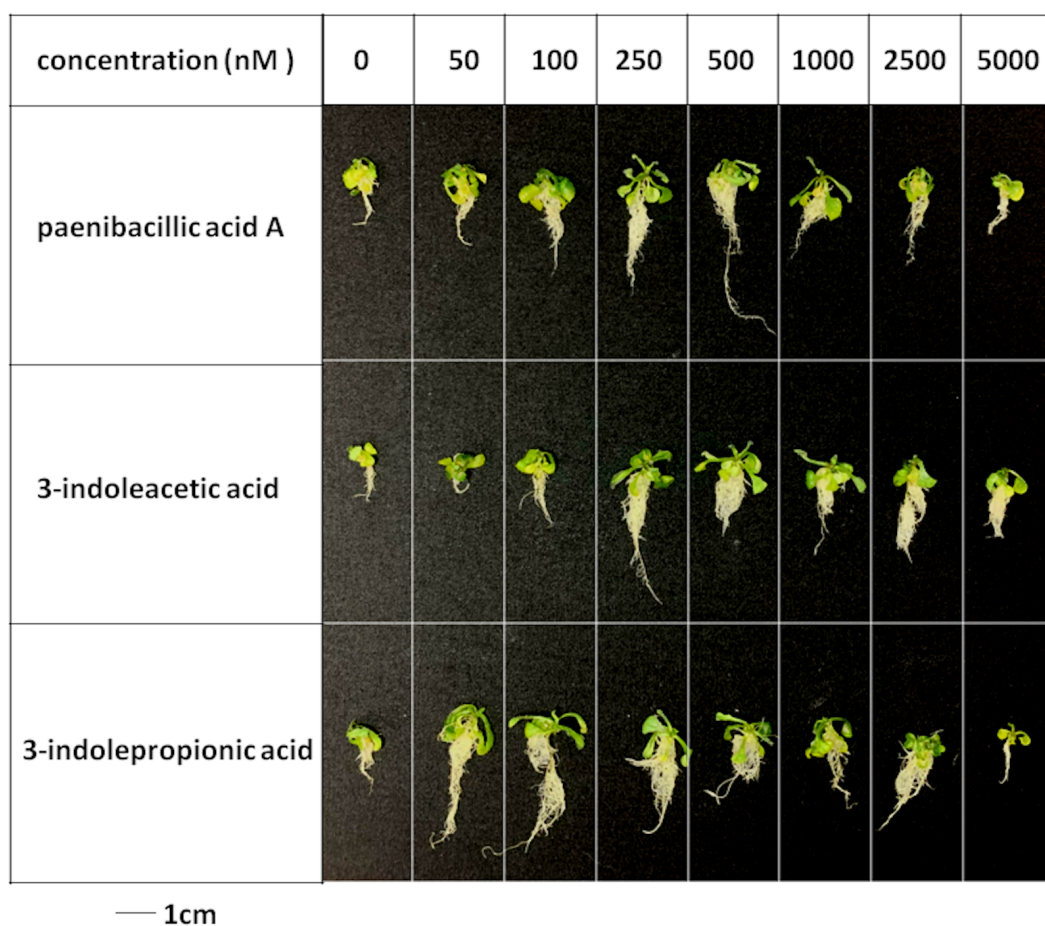 concentration (nM ) 0 50 100 250 500 1000 2500 5000
paenibacillic acid A
3-indoleacetic acid
3-indolepropionic acid
1cm